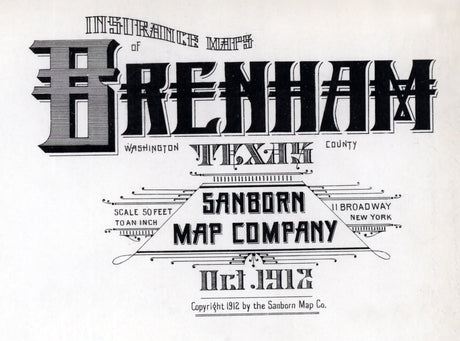 INSURANCE MAPS
OF
BRENHAM
WASHINGTON TEXAS COUNTY
SCALE 50 FEET
TO AN INCH
SANBORN
MAP COMPANY
11 BROADWAY
NEW YORK
Oct. 1912
Copyright 1912 by the Sanborn Map Co.